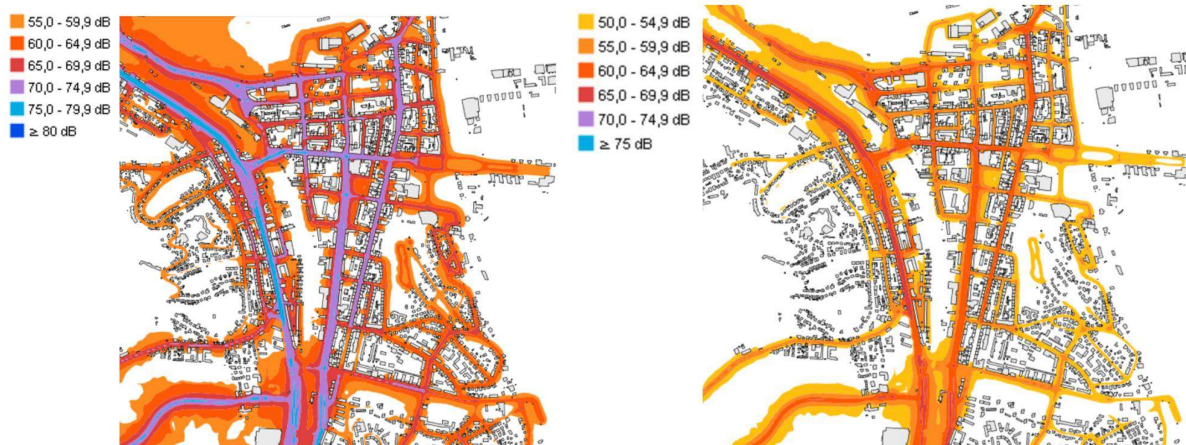 55,0 - 59,9 dB
60,0 - 64,9 dB
65,0 - 69,9 dB
70,0 - 74,9 dB
75,0 - 79,9 dB
≥ 80 dB
50,0 - 54,9 dB
55,0 - 59,9 dB
60,0 - 64,9 dB
65,0 - 69,9 dB
70,0 - 74,9 dB
≥ 75 dB